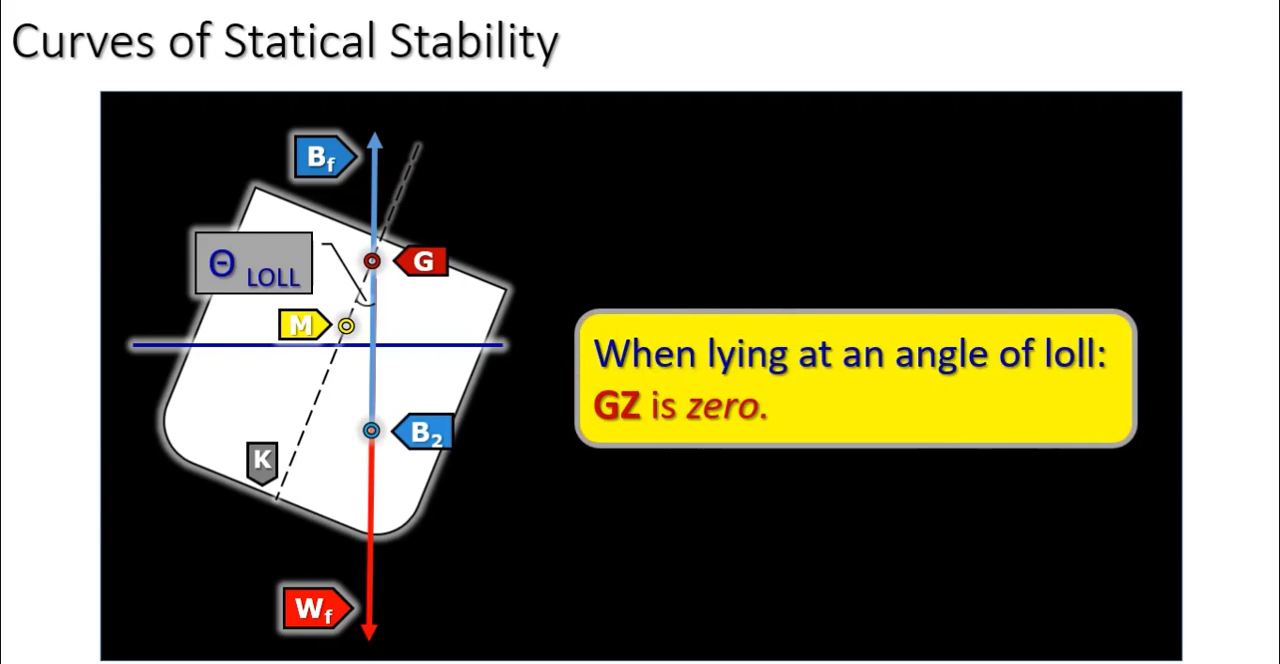 Curves of Statical Stability
Bf
Θ LOLL
G
M
When lying at an angle of loll:
GZ is zero.
B2
K
Wf